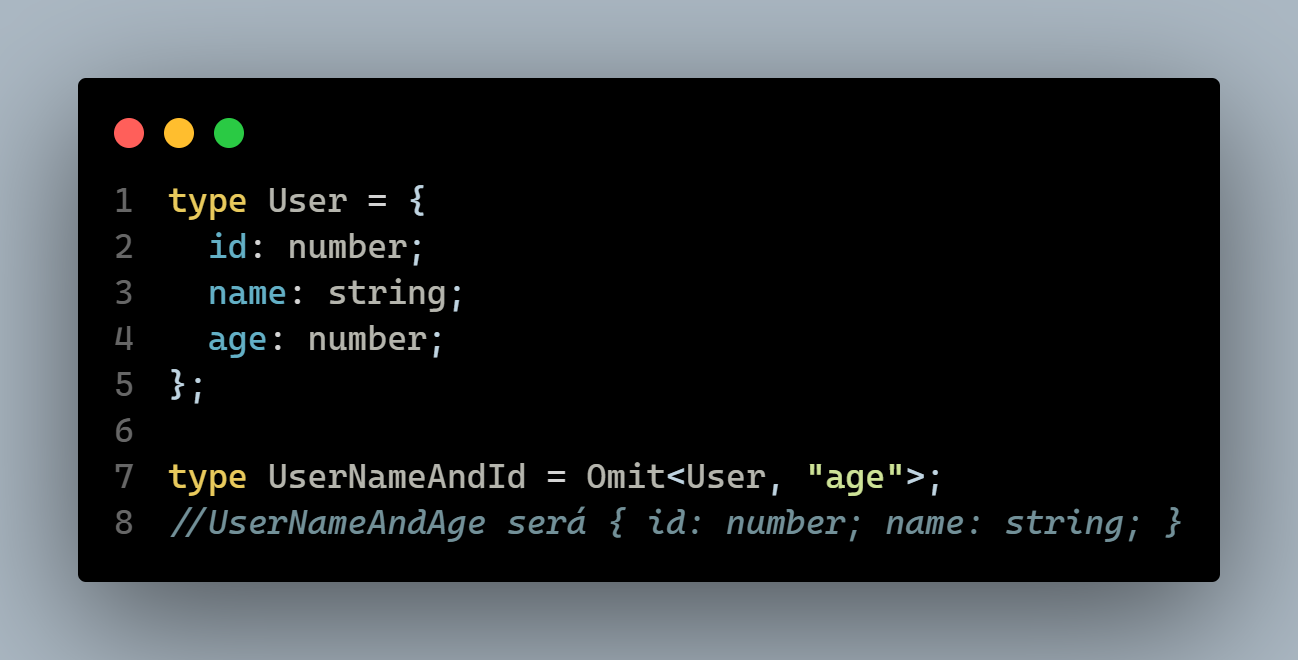 1 type User = {
2   id: number;
3   name: string;
4   age: number;
5 };
6
7 type UserNameAndId = Omit<User, "age">;
8 //UserNameAndAge será { id: number; name: string; }